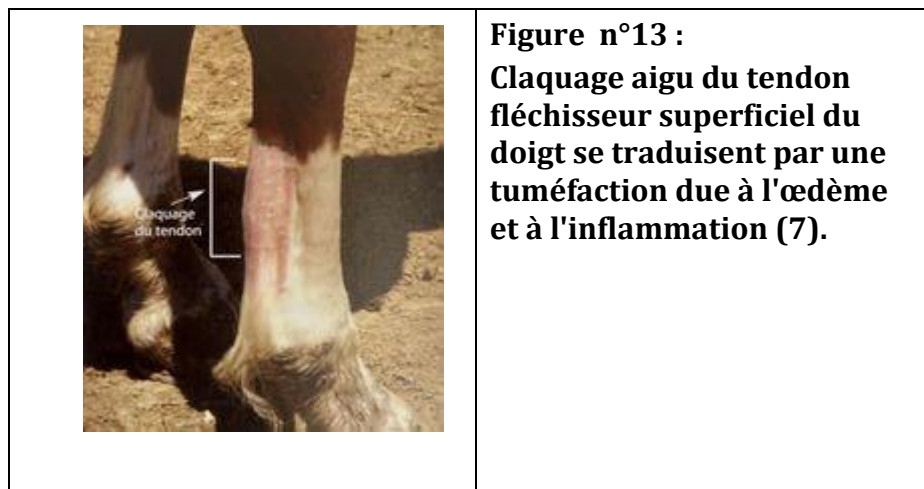 Claquage
du tendon
Figure n°13 :
Claquage aigu du tendon
fléchisseur superficiel du
doigt se traduisent par une
tuméfaction due à l'œdème
et à l'inflammation (7).